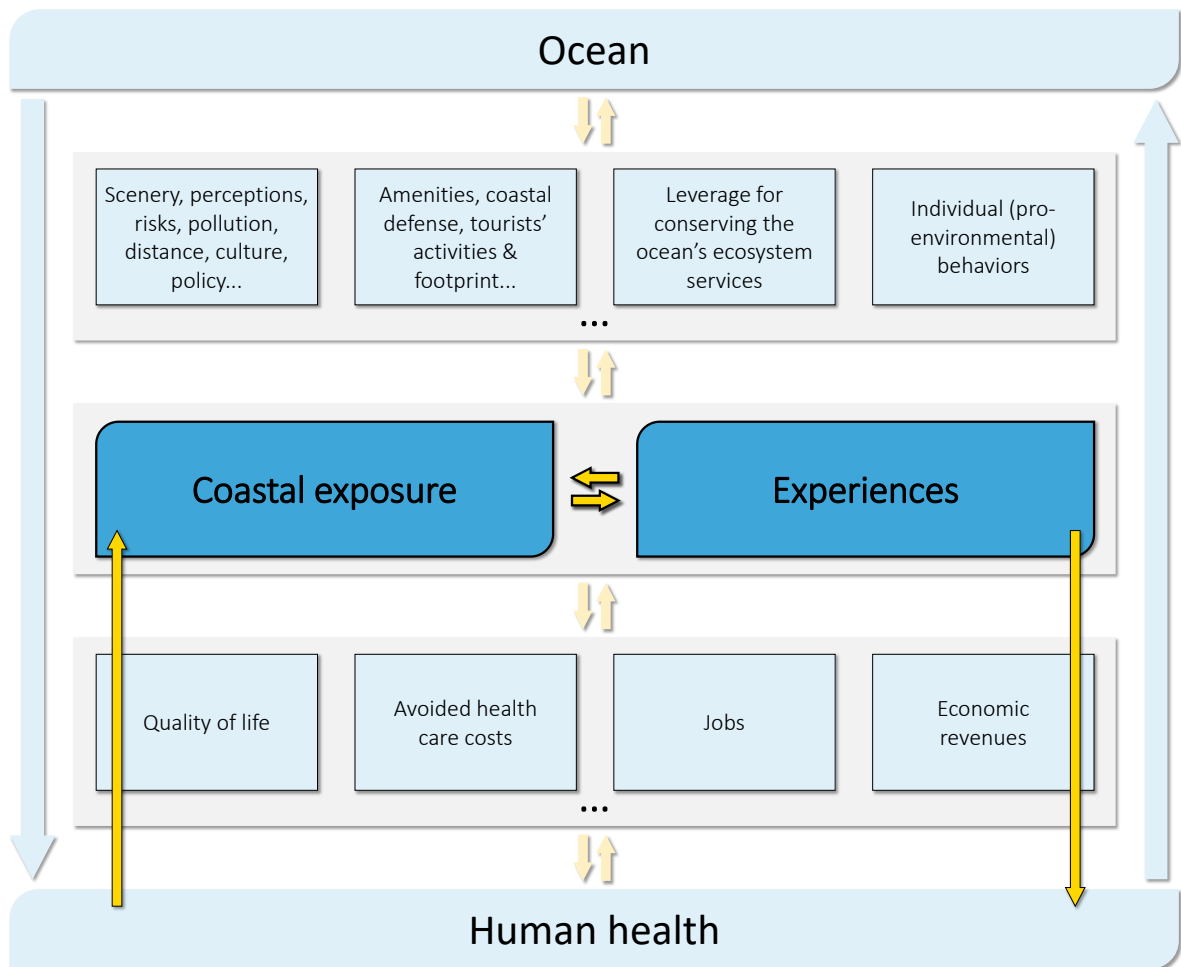 Ocean
Scenery, perceptions,
risks, pollution,
distance, culture,
policy...
Amenities, coastal
defense, tourists’
activities &
footprint...
Leverage for
conserving the
ocean’s ecosystem
services
Individual (pro-
environmental)
behaviors
...
Coastal exposure
Experiences
Quality of life
Avoided health
care costs
Jobs
Economic
revenues
...
Human health